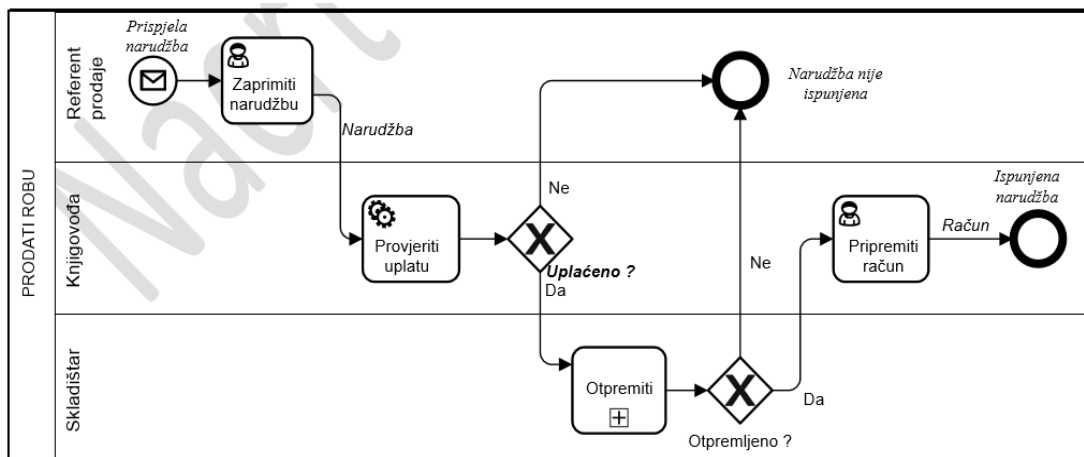 PRODATI ROBU
Referent
prodaje
Prispjela
narudžba
Zaprimiti
narudžbu
Narudžba
Narudžba nije
ispunjena
Knjigovođa
Provjeriti
uplatu
Ne
Uplaćeno ?
Da
Ne
Pripremiti
račun
Račun
Ispunjena
narudžba
Skladištar
Otpremiti
Otpremljeno ?
Da
Nacrt